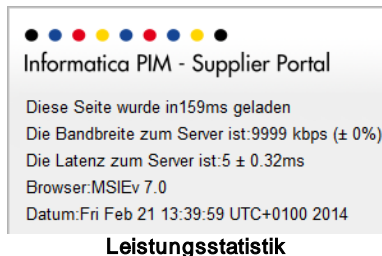 Informatica PIM - Supplier Portal
Diese Seite wurde in159ms geladen
Die Bandbreite zum Server ist:9999 kbps (± 0%)
Die Latenz zum Server ist:5 ± 0.32ms
Browser:MSIEv 7.0
Datum:Fri Feb 21 13:39:59 UTC+0100 2014
Leistungsstatistik